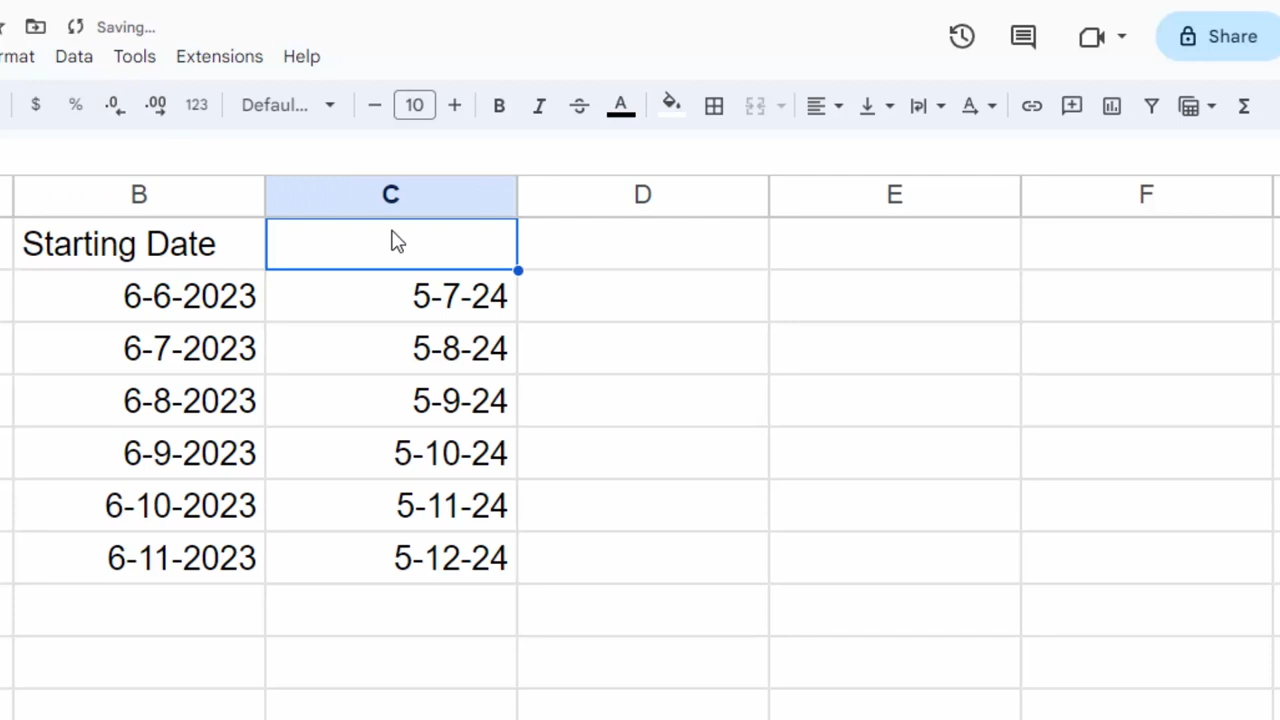 Saving...
rmat Data Tools Extensions Help
Share
$ % .0 .00 123 Defaul... - 10 + B I A A Σ
B C D E F
Starting Date
6-6-2023 5-7-24
6-7-2023 5-8-24
6-8-2023 5-9-24
6-9-2023 5-10-24
6-10-2023 5-11-24
6-11-2023 5-12-24